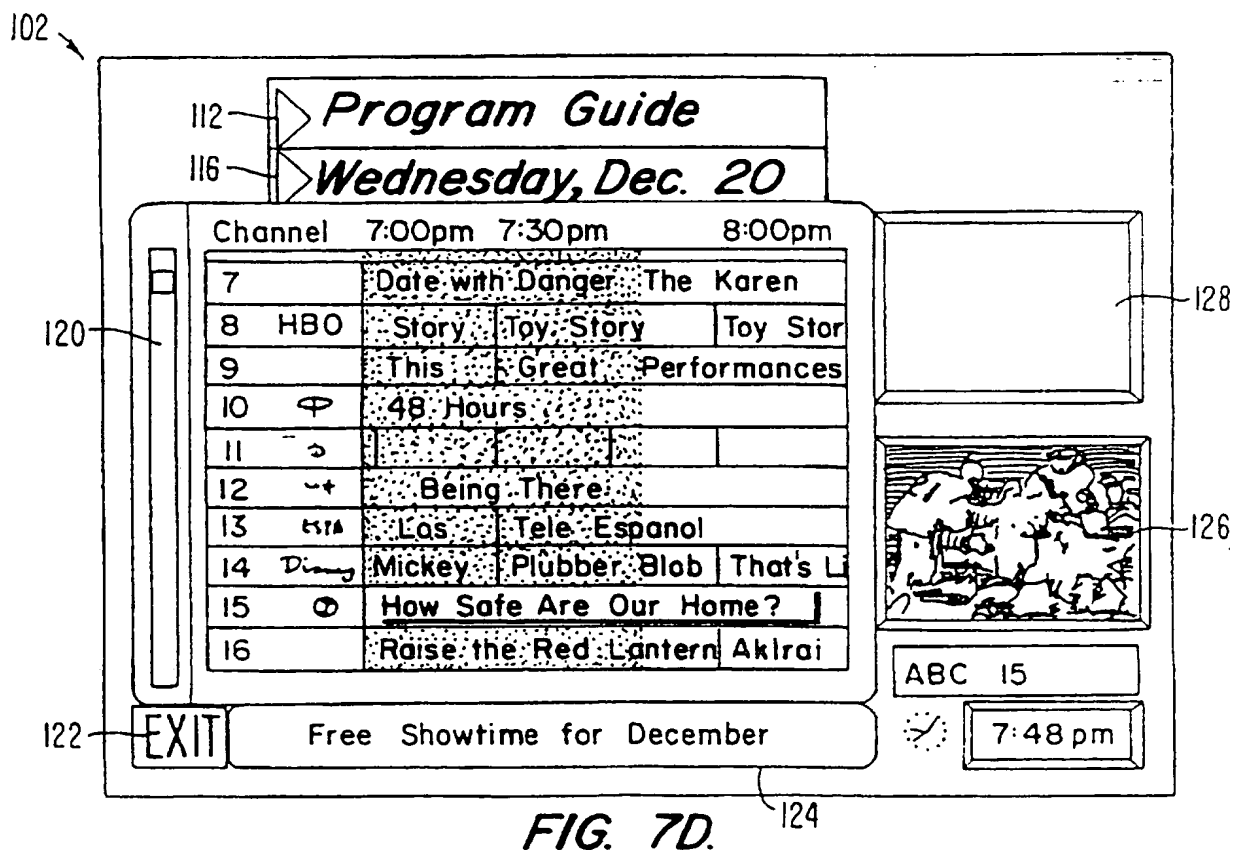 102
112
Program Guide
116
Wednesday, Dec. 20
Channel 7:00pm 7:30pm 8:00pm
7 Date with Danger The Karen
8 HBO Story Toy Story Toy Stor
9 This Great Performances
10 48 Hours
11
12 Being There
13 Las Tele Espanol
14 Disney Mickey Plubber Blob That's Li
15 How Safe Are Our Home?
16 Raise the Red Lantern Aklrai
120
128
126
ABC 15
122
EXIT
Free Showtime for December
7:48 pm
124
FIG. 7D.